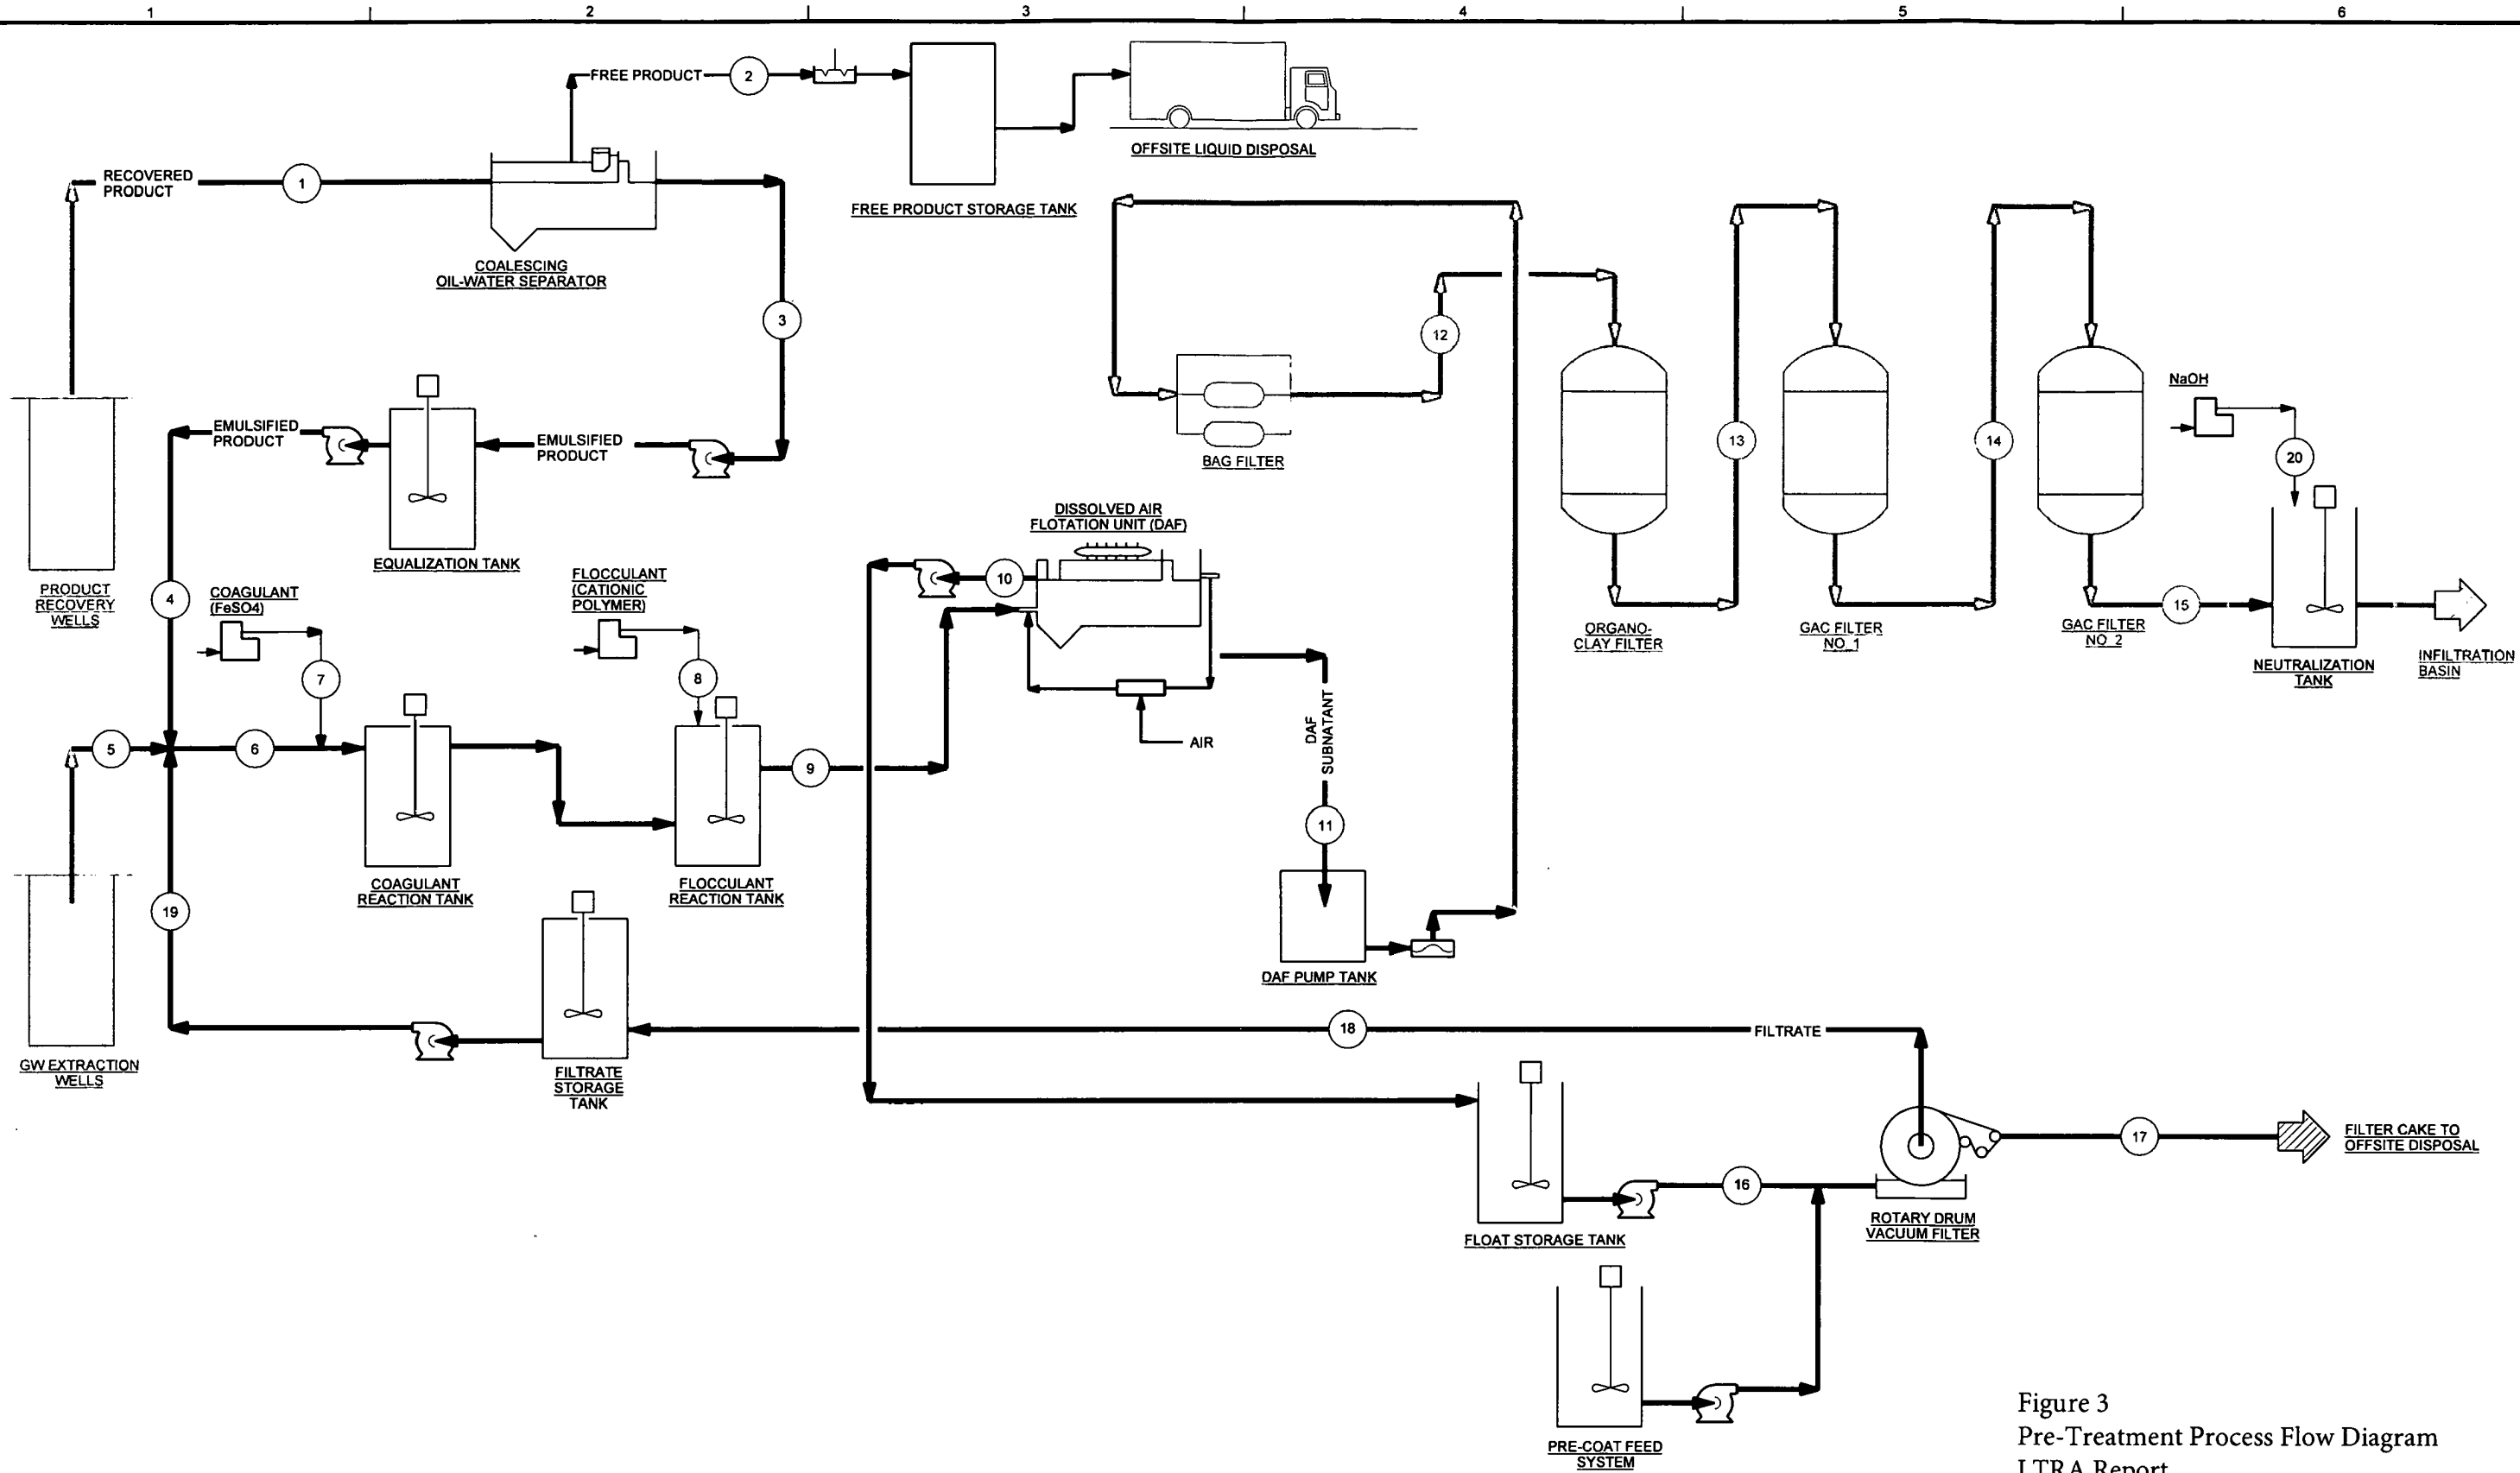 1
2
3
4
5
6
FREE PRODUCT
2
OFFSITE LIQUID DISPOSAL
RECOVERED
PRODUCT
1
FREE PRODUCT STORAGE TANK
COALESCING
OIL-WATER SEPARATOR
3
12
EMULSIFIED
PRODUCT
EMULSIFIED
PRODUCT
BAG FILTER
13
14
NaOH
20
DISSOLVED AIR
FLOTATION UNIT (DAF)
EQUALIZATION TANK
PRODUCT
RECOVERY
WELLS
4
COAGULANT
(FeSO4)
FLOCCULANT
(CATIONIC
POLYMER)
10
ORGANO-
CLAY FILTER
GAC FILTER
NO 1
GAC FILTER
NO 2
15
NEUTRALIZATION
TANK
INFILTRATION
BASIN
7
8
DAF
SUBNATANT
AIR
5
6
9
11
COAGULANT
REACTION TANK
FLOCCULANT
REACTION TANK
19
DAF PUMP TANK
18
FILTRATE
GW EXTRACTION
WELLS
FILTRATE
STORAGE
TANK
17
FILTER CAKE TO
OFFSITE DISPOSAL
16
FLOAT STORAGE TANK
ROTARY DRUM
VACUUM FILTER
PRE-COAT FEED
SYSTEM
Figure 3
Pre-Treatment Process Flow Diagram
LTRA Report